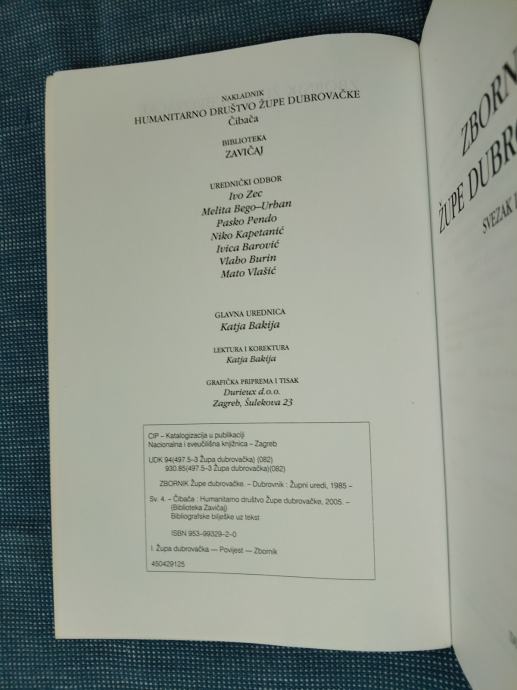 NAKLADNIK
HUMANITARNO DRUŠTVO ŽUPE DUBROVAČKE
Čibača
BIBLIOTEKA
ZAVIČAJ
UREDNIČKI ODBOR
Ivo Zec
Melita Bego–Urban
Pasko Pendo
Niko Kapetanić
Ivica Barović
Vlaho Burin
Mato Vlašić
GLAVNA UREDNICA
Katja Bakija
LEKTURA I KOREKTURA
Katja Bakija
GRAFIČKA PRIPREMA I TISAK
Durieux d.o.o.
Zagreb, Šulekova 23
CIP – Katalogizacija u publikaciji
Nacionalna i sveučilišna knjižnica – Zagreb
UDK 94(497.5–3 Župa dubrovačka) (082)
930.85(497.5–3 Župa dubrovačka)(082)
ZBORNIK Župe dubrovačke. – Dubrovnik : Župni uredi, 1985 –
Sv. 4. – Čibača : Humanitarno društvo Župe dubrovačke, 2005. –
(Biblioteka Zavičaj)
Bibliografske bilješke uz tekst
ISBN 953–99329–2–0
I. Župa dubrovačka — Povijest — Zbornik
450429125
ZBORN
ŽUPE DUBRO
SVEZAK